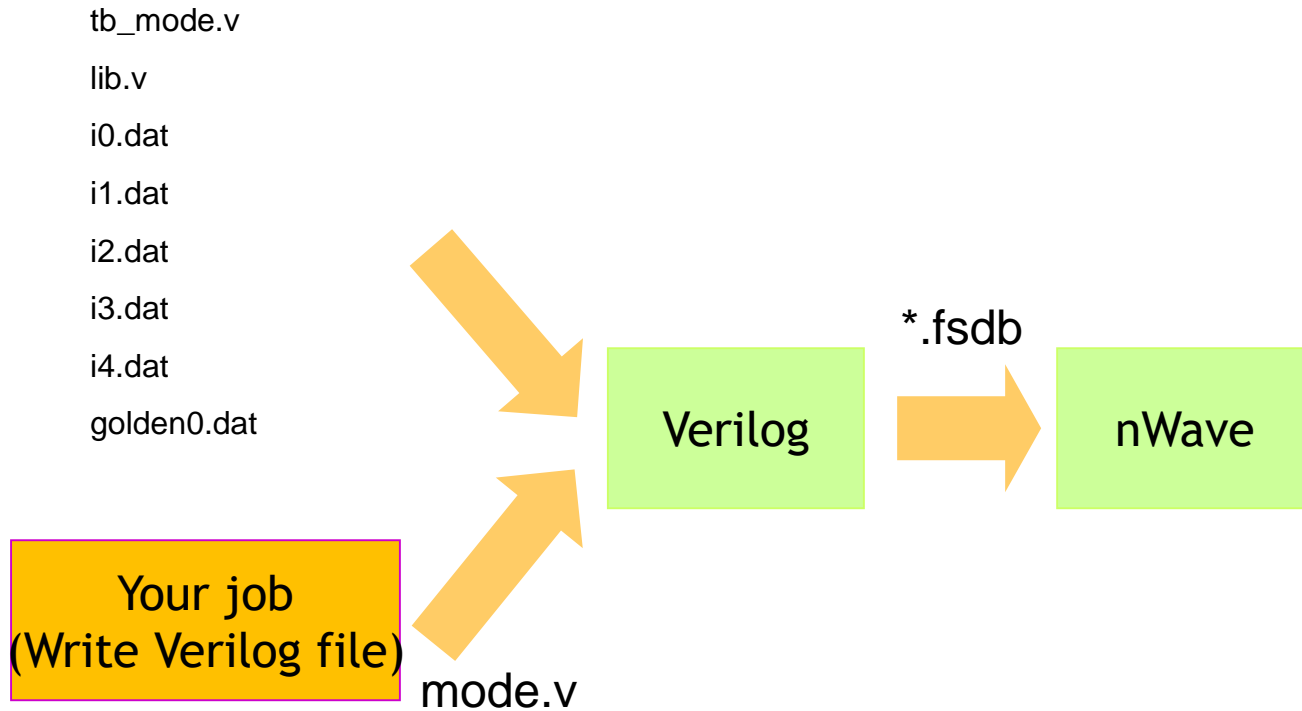 tb_mode.v
lib.v
i0.dat
i1.dat
i2.dat
i3.dat
i4.dat
golden0.dat
Your job
(Write Verilog file)
mode.v
Verilog
*.fsdb
nWave